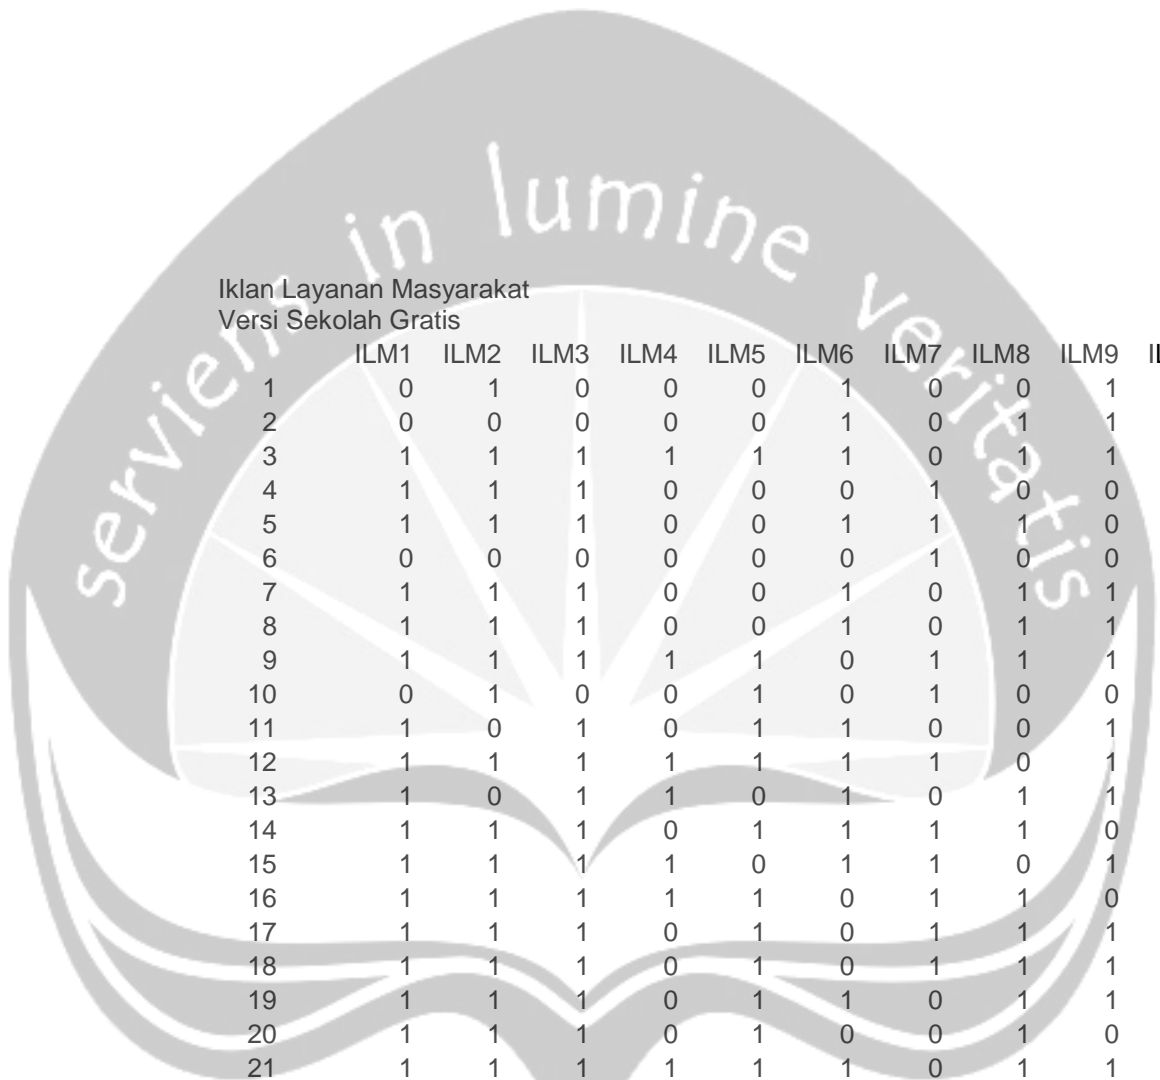 serviens in lumine veritatis
Iklan Layanan Masyarakat
Versi Sekolah Gratis
ILM1 ILM2 ILM3 ILM4 ILM5 ILM6 ILM7 ILM8 ILM9
1 0 1 0 0 0 1 0 0 1
2 0 0 0 0 0 1 0 1 1
3 1 1 1 1 1 1 0 1 1
4 1 1 1 0 0 0 1 0 0
5 1 1 1 0 0 1 1 1 0
6 0 0 0 0 0 0 1 0 0
7 1 1 1 0 0 1 0 1 1
8 1 1 1 0 0 1 0 1 1
9 1 1 1 1 1 0 1 1 1
10 0 1 0 0 1 0 1 0 0
11 1 0 1 0 1 1 0 0 1
12 1 1 1 1 1 1 1 0 1
13 1 0 1 1 0 1 0 1 1
14 1 1 1 0 1 1 1 1 0
15 1 1 1 1 0 1 1 0 1
16 1 1 1 1 1 0 1 1 0
17 1 1 1 0 1 0 1 1 1
18 1 1 1 0 1 0 1 1 1
19 1 1 1 0 1 1 0 1 1
20 1 1 1 0 1 0 0 1 0
21 1 1 1 1 1 1 0 1 1